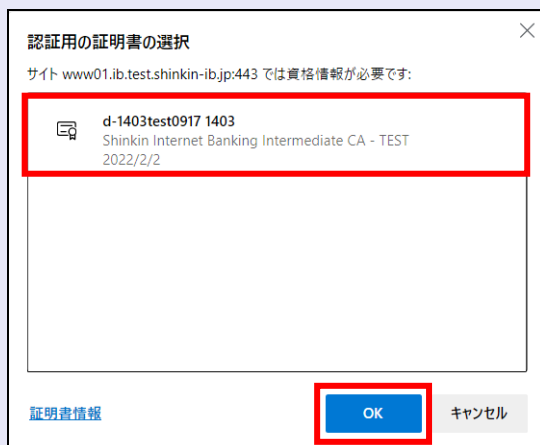 認証用の証明書の選択
サイト www01.ib.test.shinkin-ib.jp:443 では資格情報が必要です:
d-1403test0917 1403
Shinkin Internet Banking Intermediate CA - TEST
2022/2/2
証明書情報
OK
キャンセル